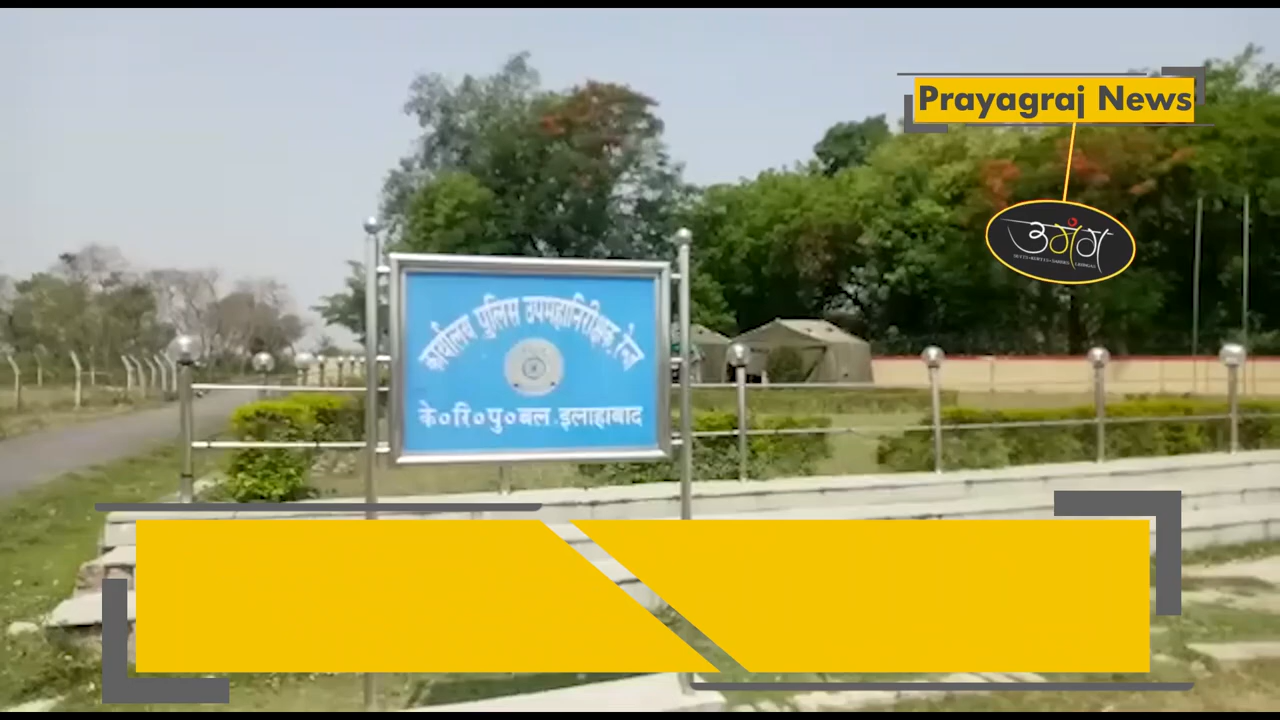 Prayagraj News
उमंग
कार्यालय पुलिस उपमहानिरीक्षक रेन्ज
के०रि०पु०बल इलाहाबाद